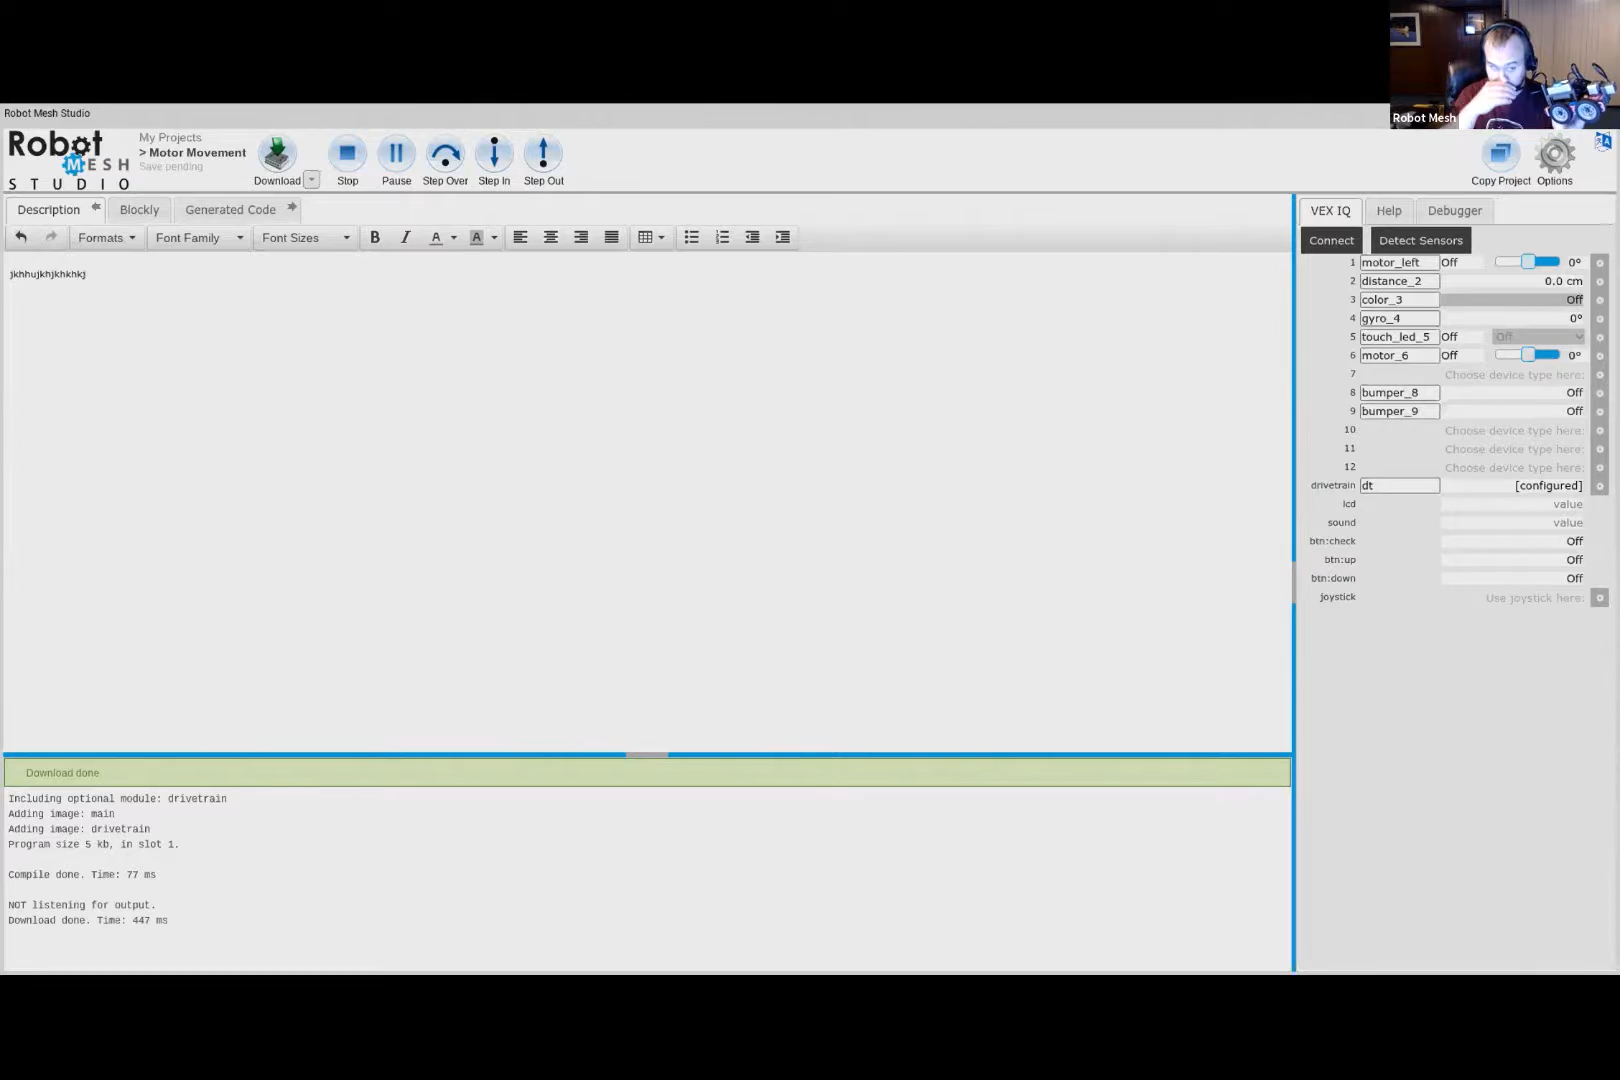 Robot Mesh
Robot Mesh Studio
Robot
MESH
STUDIO
My Projects
> Motor Movement
Save pending
Download
Stop
Pause
Step Over
Step In
Step Out
Copy Project
Options
Description
Blockly
Generated Code
Formats
Font Family
Font Sizes
B
I
A
A
jkhhujkhjkhkhkj
Download done
Including optional module: drivetrain
Adding image: main
Adding image: drivetrain
Program size 5 kb, in slot 1.
Compile done. Time: 77 ms
NOT listening for output.
Download done. Time: 447 ms
VEX IQ
Help
Debugger
Connect
Detect Sensors
1 motor_left Off 0°
2 distance_2 0.0 cm
3 color_3 Off
4 gyro_4 0°
5 touch_led_5 Off Off
6 motor_6 Off 0°
7 Choose device type here:
8 bumper_8 Off
9 bumper_9 Off
10 Choose device type here:
11 Choose device type here:
12 Choose device type here:
drivetrain dt [configured]
lcd value
sound value
btn:check Off
btn:up Off
btn:down Off
joystick Use joystick here: